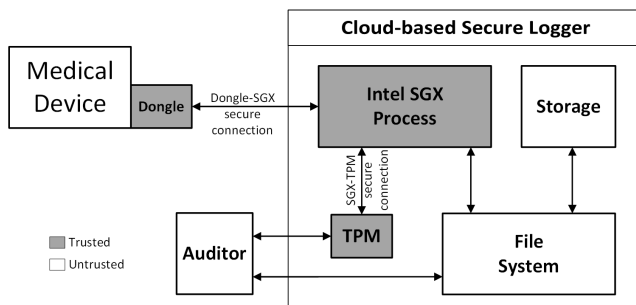 Cloud-based Secure Logger
Medical
Device
Dongle
Dongle-SGX
secure
connection
Intel SGX
Process
Storage
SGX-TPM
secure
connection
Trusted
Untrusted
Auditor
TPM
File
System